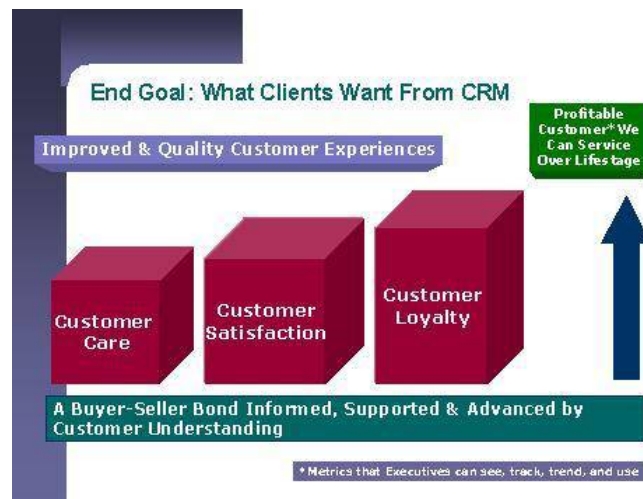 End Goal: What Clients Want From CRM
Profitable
Customer* We
Can Service
Over Lifestage
Improved & Quality Customer Experiences
Customer
Care
Customer
Satisfaction
Customer
Loyalty
A Buyer-Seller Bond Informed, Supported & Advanced by
Customer Understanding
* Metrics that Executives can see, track, trend, and use